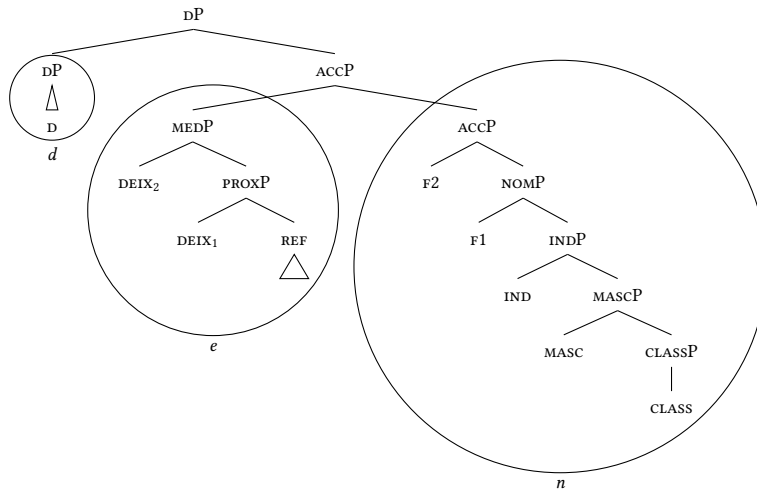 DP
DP ACCP
D
d
MEDP ACCP
DEIX₂ PROXP F2 NOMP
DEIX₁ REF F1 INDP
IND MASCP
e
MASC CLASSP
CLASS
n